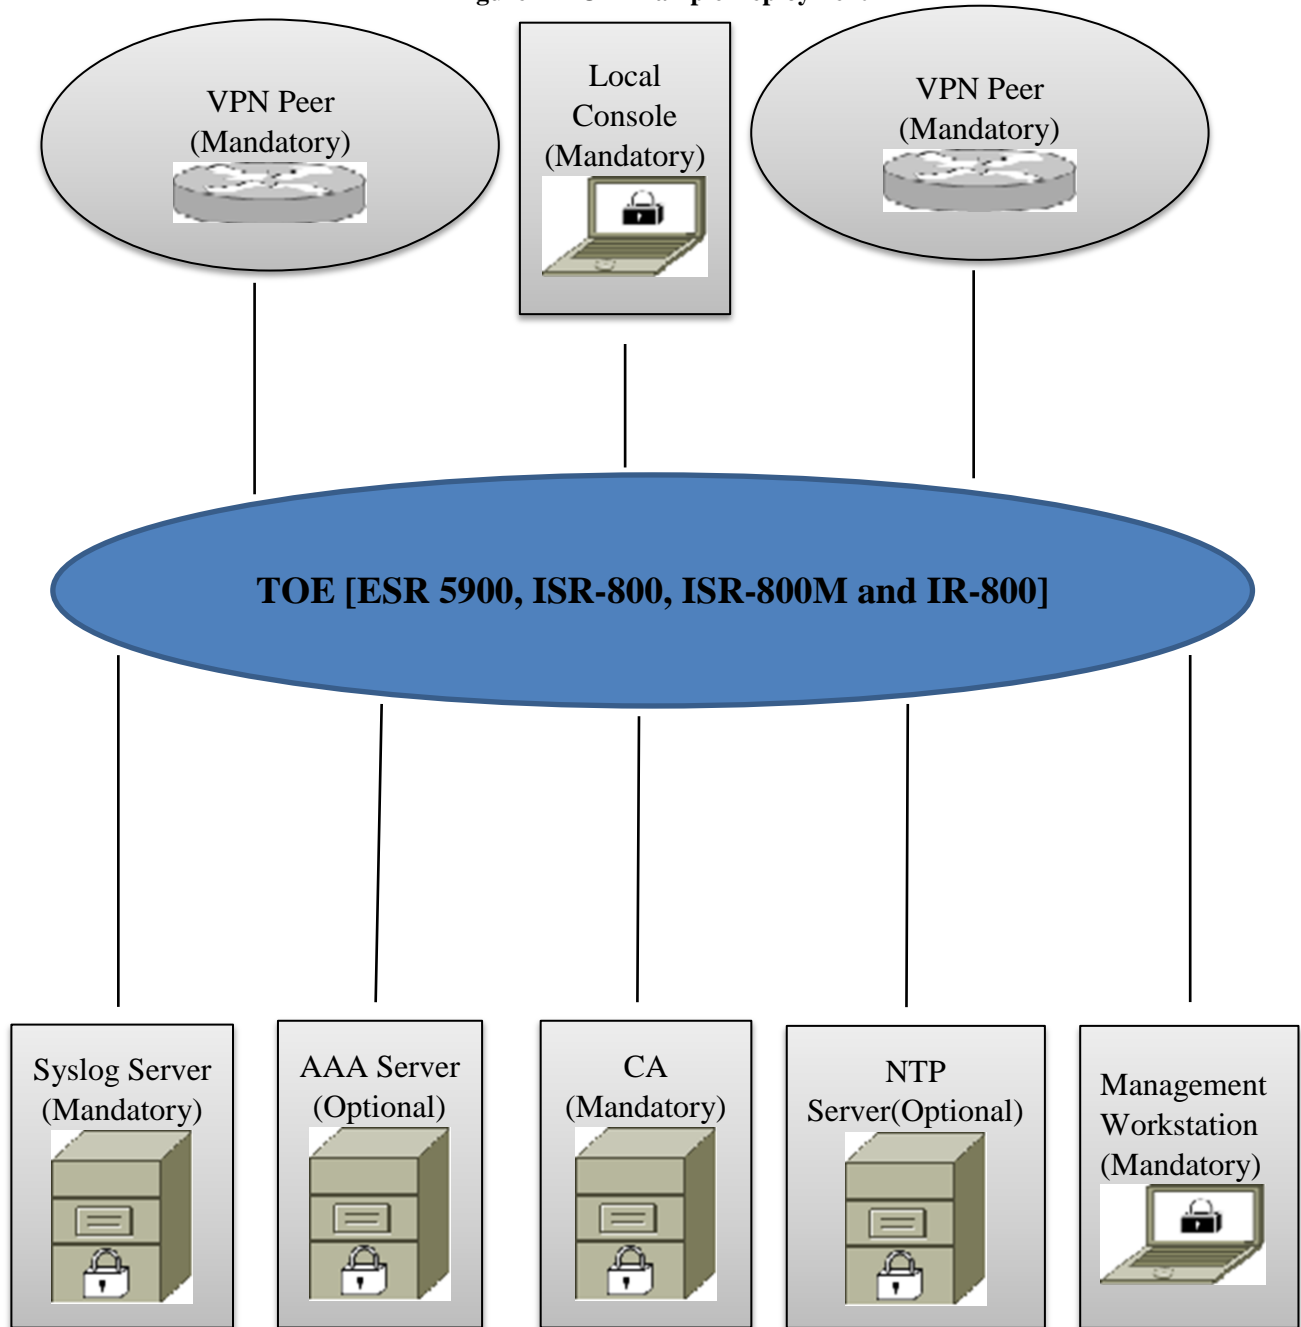 VPN Peer
(Mandatory)
Local
Console
(Mandatory)
VPN Peer
(Mandatory)
TOE [ESR 5900, ISR-800, ISR-800M and IR-800]
Syslog Server
(Mandatory)
AAA Server
(Optional)
CA
(Mandatory)
NTP
Server(Optional)
Management
Workstation
(Mandatory)